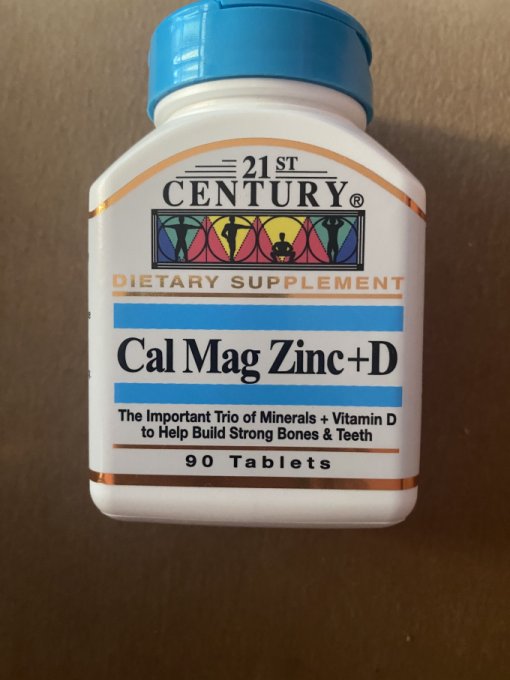 21ST
CENTURY®
DIETARY SUPPLEMENT
Cal Mag Zinc+D
The Important Trio of Minerals + Vitamin D
to Help Build Strong Bones & Teeth
90 Tablets